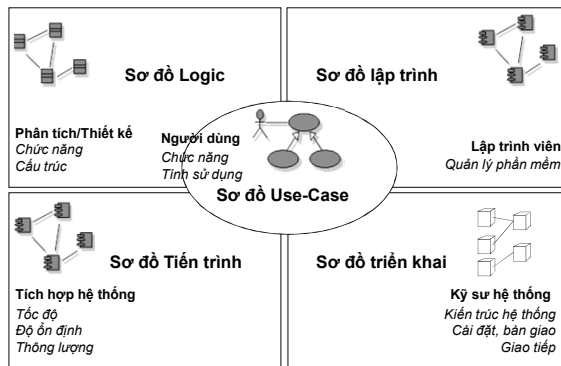 Sơ đồ Logic
Phân tích/Thiết kế
Chức năng
Cấu trúc
Sơ đồ lập trình
Lập trình viên
Quản lý phần mềm
Người dùng
Chức năng
Tính sử dụng
Sơ đồ Use-Case
Sơ đồ Tiến trình
Tích hợp hệ thống
Tốc độ
Độ ổn định
Thông lượng
Sơ đồ triển khai
Kỹ sư hệ thống
Kiến trúc hệ thống
Cài đặt, bàn giao
Giao tiếp